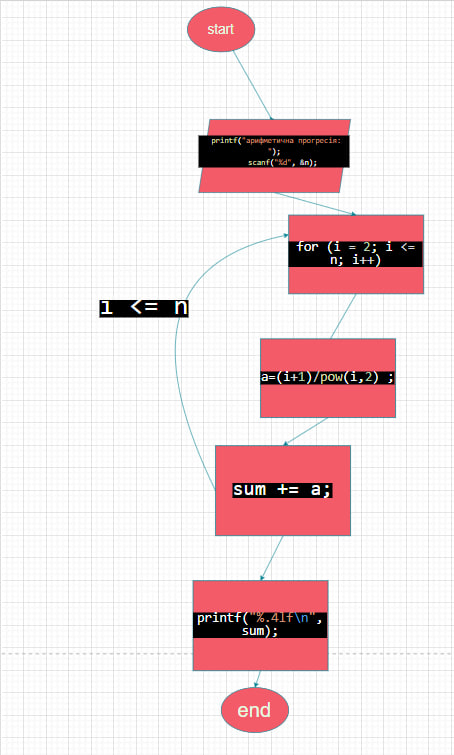 start
printf("арифметична прогресія:
");
scanf("%d", &n);
for (i = 2; i <=
n; i++)
i <= n
a=(i+1)/pow(i,2) ;
sum += a;
printf("%.4lf\n",
sum);
end